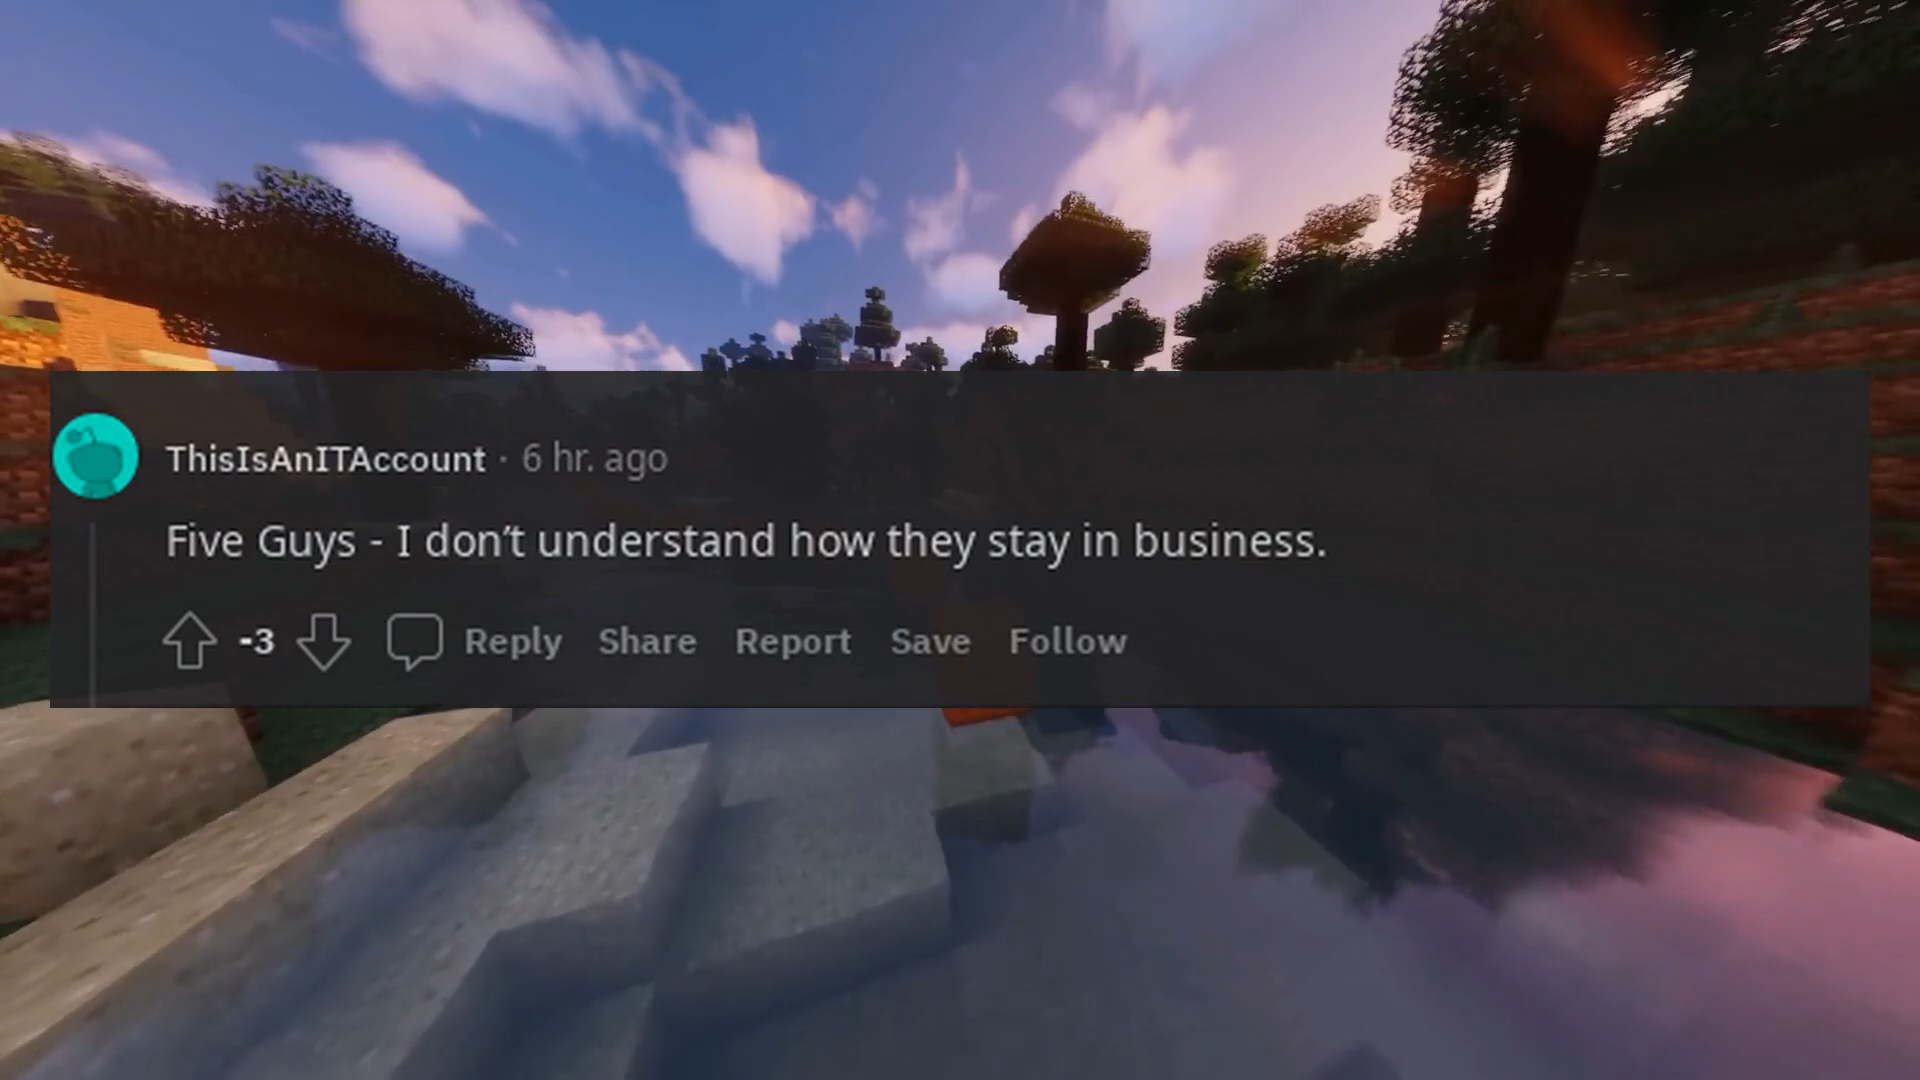 ThisIsAnITAccount · 6 hr. ago
Five Guys - I don't understand how they stay in business.
-3 Reply Share Report Save Follow